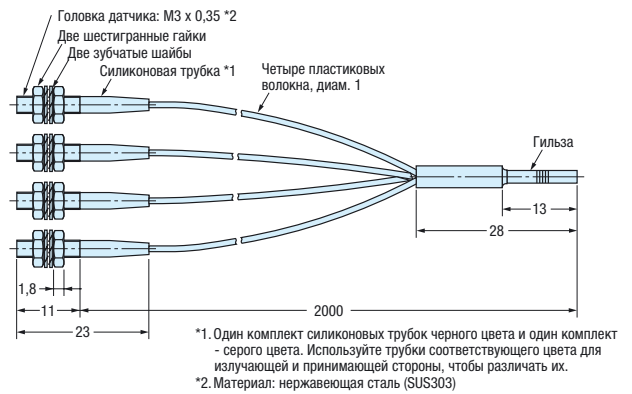 Головка датчика: M3 x 0,35 *2
Две шестигранные гайки
Две зубчатые шайбы
Силиконовая трубка *1
Четыре пластиковых
волокна, диам. 1
Гильза
13
28
1,8
11
2000
23
*1. Один комплект силиконовых трубок черного цвета и один комплект
- серого цвета. Используйте трубки соответствующего цвета для
излучающей и принимающей стороны, чтобы различать их.
*2. Материал: нержавеющая сталь (SUS303)